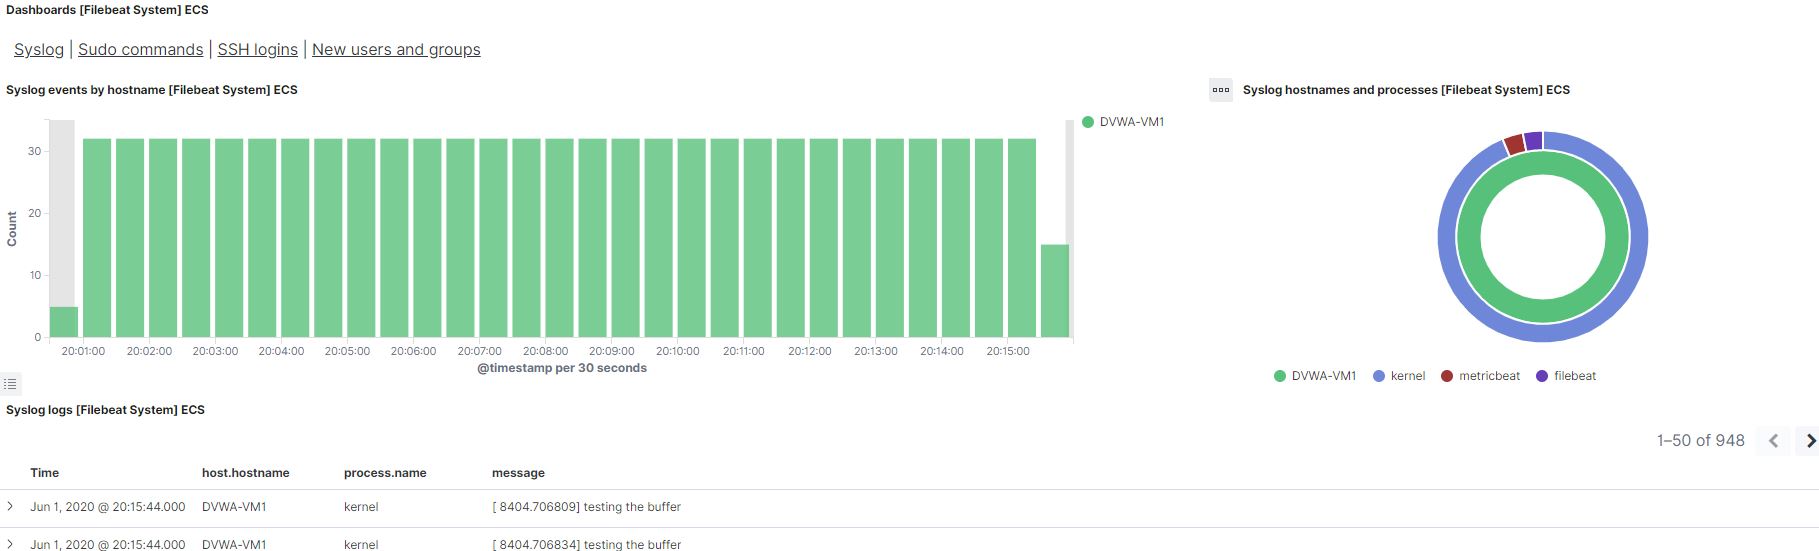 Dashboards [Filebeat System] ECS
Syslog | Sudo commands | SSH logins | New users and groups
Syslog events by hostname [Filebeat System] ECS
Count
30
20
10
0
20:01:00 20:02:00 20:03:00 20:04:00 20:05:00 20:06:00 20:07:00 20:08:00 20:09:00 20:10:00 20:11:00 20:12:00 20:13:00 20:14:00 20:15:00
@timestamp per 30 seconds
DVWA-VM1
Syslog hostnames and processes [Filebeat System] ECS
DVWA-VM1 kernel metricbeat filebeat
Syslog logs [Filebeat System] ECS
1–50 of 948
Time host.hostname process.name message
Jun 1, 2020 @ 20:15:44.000 DVWA-VM1 kernel [ 8404.706809] testing the buffer
Jun 1, 2020 @ 20:15:44.000 DVWA-VM1 kernel [ 8404.706834] testing the buffer